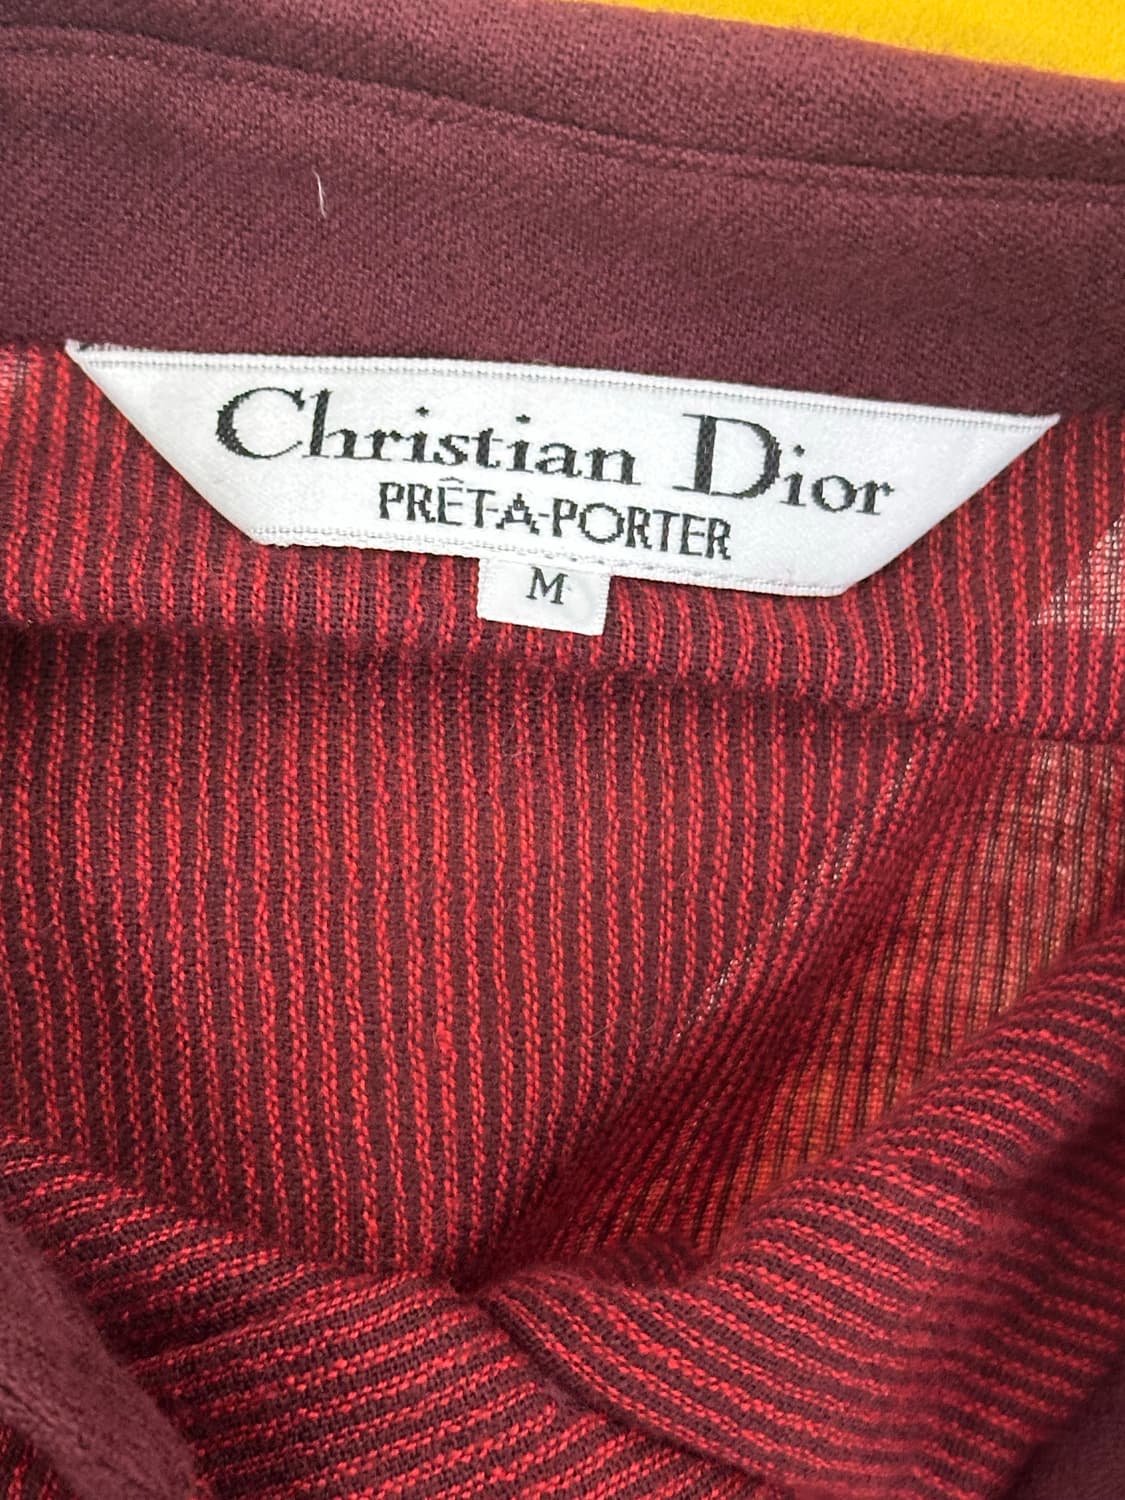 Christian Dior
PRÊT-A-PORTER
M